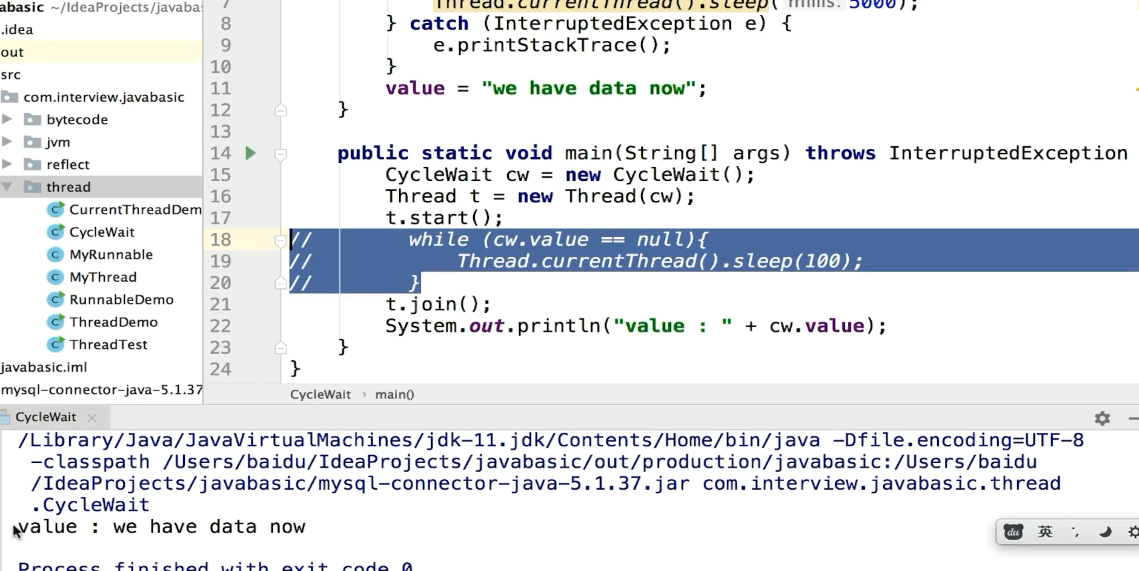 abasic ~/IdeaProjects/javabas
.idea
out
src
com.interview.javabasic
bytecode
jvm
reflect
thread
CurrentThreadDem
CycleWait
MyRunnable
MyThread
RunnableDemo
ThreadDemo
ThreadTest
javabasic.iml
mysql-connector-java-5.1.37
7 Thread.currentThread().sleep( millis: 5000);
8 } catch (InterruptedException e) {
9 e.printStackTrace();
10 }
11 value = "we have data now";
12 }
13
14 public static void main(String[] args) throws InterruptedException
15 CycleWait cw = new CycleWait();
16 Thread t = new Thread(cw);
17 t.start();
18 // while (cw.value == null){
19 // Thread.currentThread().sleep(100);
20 // }
21 t.join();
22 System.out.println("value : " + cw.value);
23 }
24 }
CycleWait › main()
CycleWait ×
/Library/Java/JavaVirtualMachines/jdk-11.jdk/Contents/Home/bin/java -Dfile.encoding=UTF-8
-classpath /Users/baidu/IdeaProjects/javabasic/out/production/javabasic:/Users/baidu
/IdeaProjects/javabasic/mysql-connector-java-5.1.37.jar com.interview.javabasic.thread
.CycleWait
value : we have data now
du 英
Process finished with exit code 0